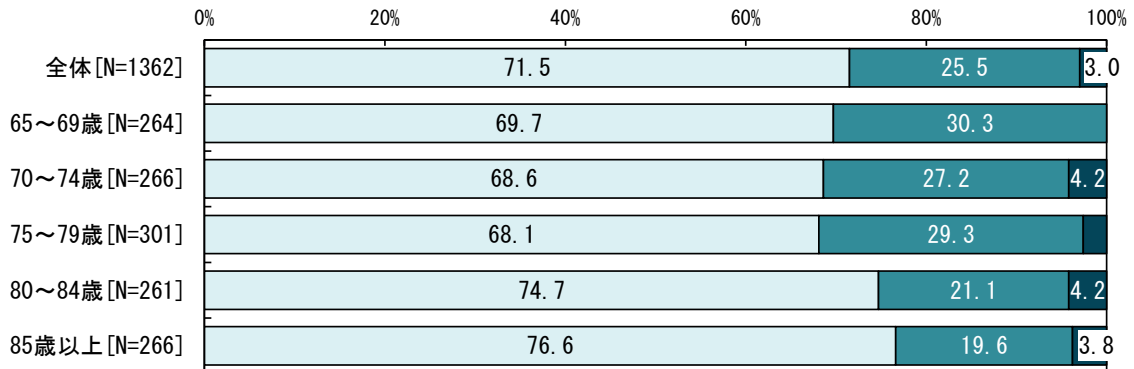 0% 20% 40% 60% 80% 100%
全体[N=1362] 71.5 25.5 3.0
65～69歳[N=264] 69.7 30.3
70～74歳[N=266] 68.6 27.2 4.2
75～79歳[N=301] 68.1 29.3
80～84歳[N=261] 74.7 21.1 4.2
85歳以上[N=266] 76.6 19.6 3.8